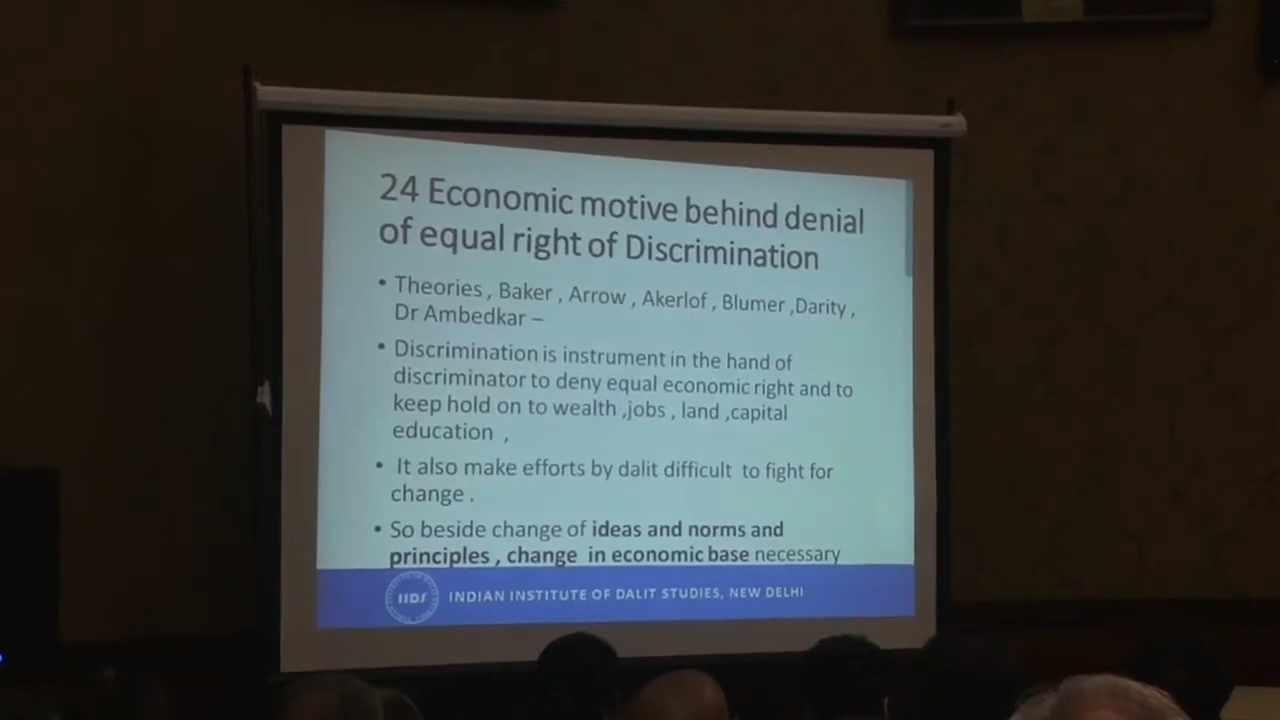 24 Economic motive behind denial
of equal right of Discrimination
• Theories , Baker , Arrow , Akerlof , Blumer ,Darity ,
Dr Ambedkar –
• Discrimination is instrument in the hand of
discriminator to deny equal economic right and to
keep hold on to wealth ,jobs , land ,capital
education ,
• It also make efforts by dalit difficult to fight for
change .
• So beside change of ideas and norms and
principles , change in economic base necessary
IIDS
INDIAN INSTITUTE OF DALIT STUDIES, NEW DELHI